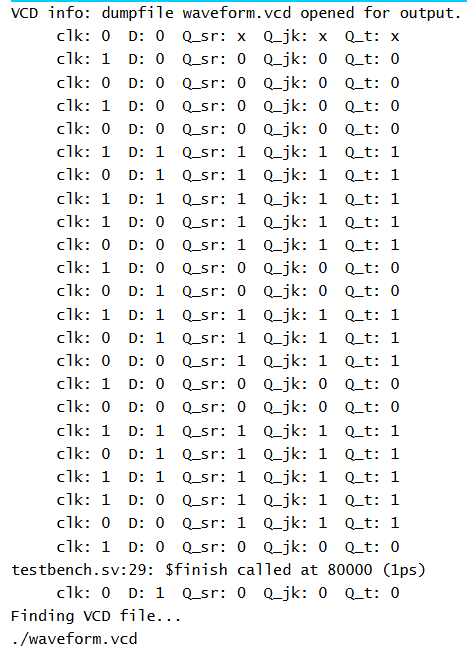 VCD info: dumpfile waveform.vcd opened for output.
clk: 0 D: 0 Q_sr: x Q_jk: x Q_t: x
clk: 1 D: 0 Q_sr: 0 Q_jk: 0 Q_t: 0
clk: 0 D: 0 Q_sr: 0 Q_jk: 0 Q_t: 0
clk: 1 D: 0 Q_sr: 0 Q_jk: 0 Q_t: 0
clk: 0 D: 0 Q_sr: 0 Q_jk: 0 Q_t: 0
clk: 1 D: 1 Q_sr: 1 Q_jk: 1 Q_t: 1
clk: 0 D: 1 Q_sr: 1 Q_jk: 1 Q_t: 1
clk: 1 D: 1 Q_sr: 1 Q_jk: 1 Q_t: 1
clk: 1 D: 0 Q_sr: 1 Q_jk: 1 Q_t: 1
clk: 0 D: 0 Q_sr: 1 Q_jk: 1 Q_t: 1
clk: 1 D: 0 Q_sr: 0 Q_jk: 0 Q_t: 0
clk: 0 D: 1 Q_sr: 0 Q_jk: 0 Q_t: 0
clk: 1 D: 1 Q_sr: 1 Q_jk: 1 Q_t: 1
clk: 0 D: 1 Q_sr: 1 Q_jk: 1 Q_t: 1
clk: 0 D: 0 Q_sr: 1 Q_jk: 1 Q_t: 1
clk: 1 D: 0 Q_sr: 0 Q_jk: 0 Q_t: 0
clk: 0 D: 0 Q_sr: 0 Q_jk: 0 Q_t: 0
clk: 1 D: 1 Q_sr: 1 Q_jk: 1 Q_t: 1
clk: 0 D: 1 Q_sr: 1 Q_jk: 1 Q_t: 1
clk: 1 D: 1 Q_sr: 1 Q_jk: 1 Q_t: 1
clk: 1 D: 0 Q_sr: 1 Q_jk: 1 Q_t: 1
clk: 0 D: 0 Q_sr: 1 Q_jk: 1 Q_t: 1
clk: 1 D: 0 Q_sr: 0 Q_jk: 0 Q_t: 0
testbench.sv:29: $finish called at 80000 (1ps)
clk: 0 D: 1 Q_sr: 0 Q_jk: 0 Q_t: 0
Finding VCD file...
./waveform.vcd